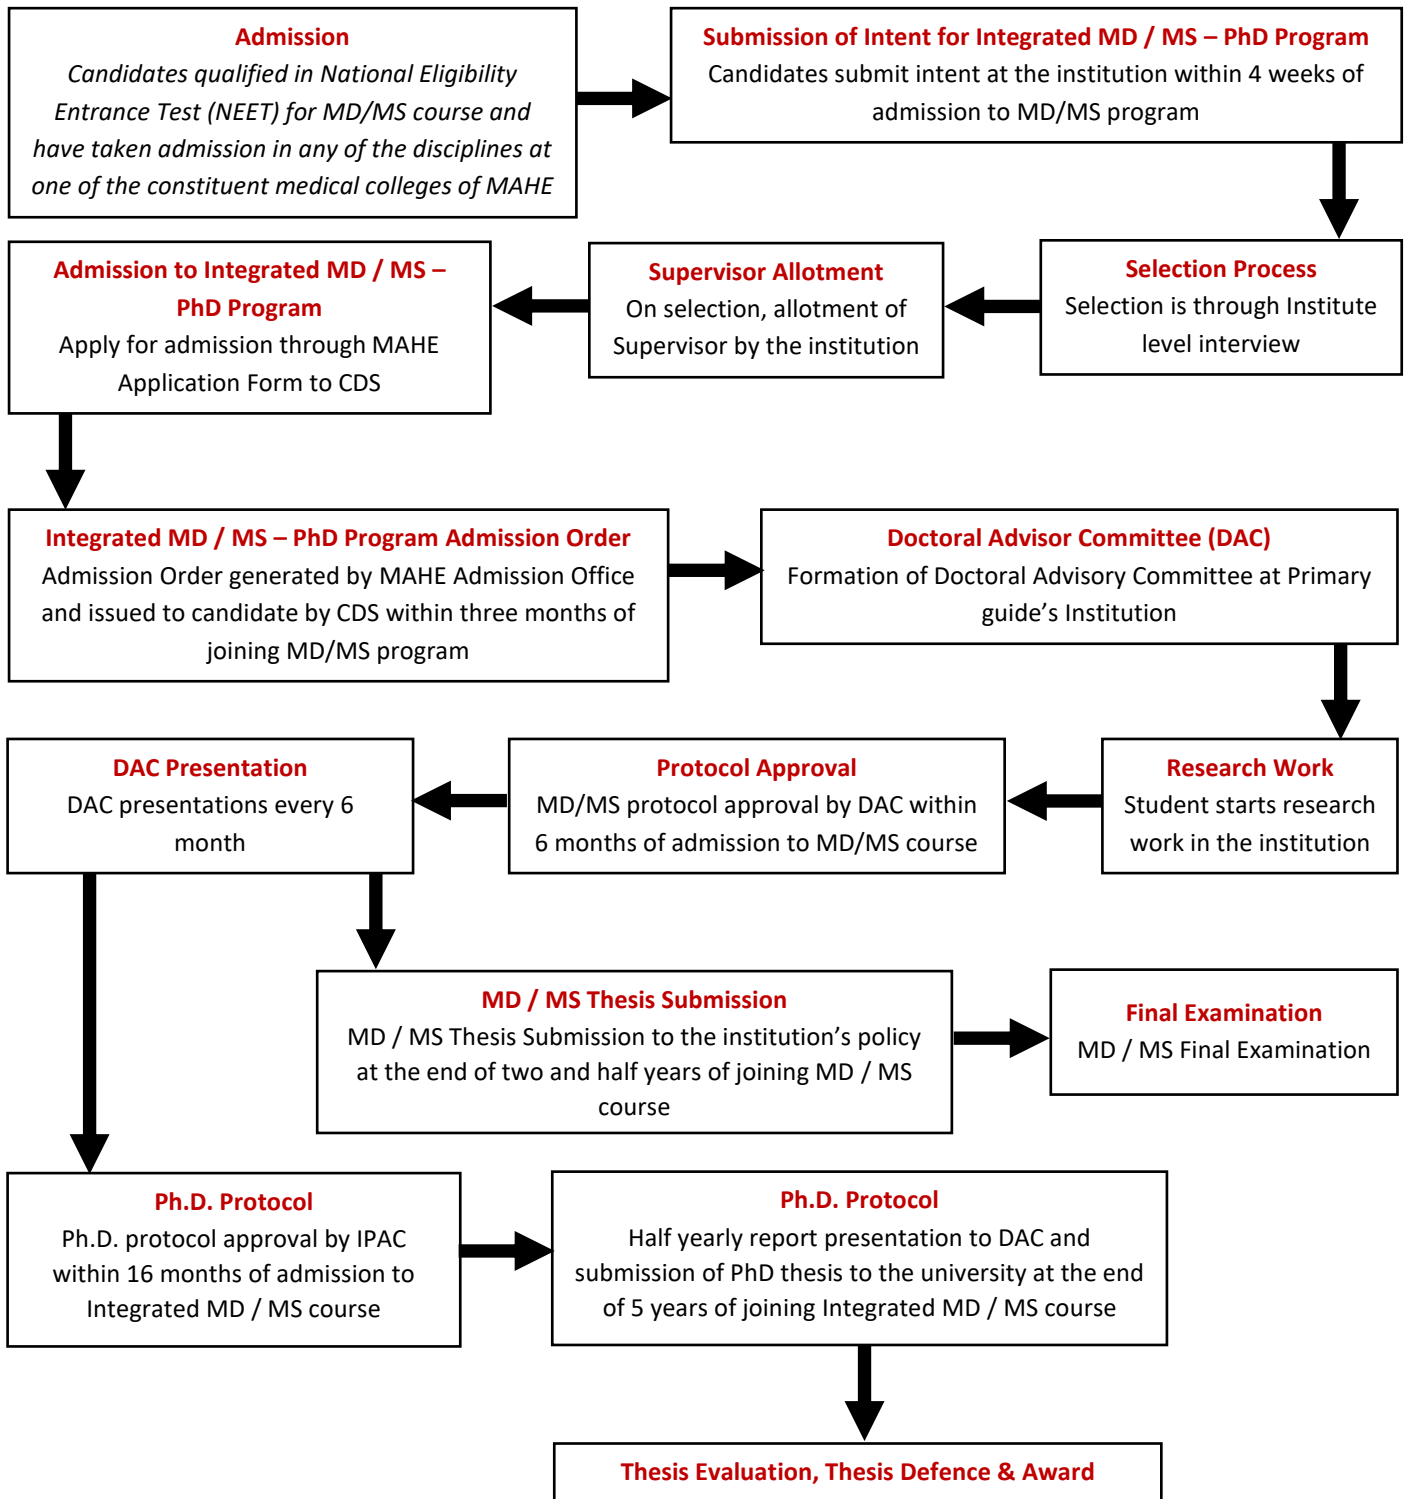 Admission
Candidates qualified in National Eligibility
Entrance Test (NEET) for MD/MS course and
have taken admission in any of the disciplines at
one of the constituent medical colleges of MAHE
Submission of Intent for Integrated MD / MS – PhD Program
Candidates submit intent at the institution within 4 weeks of
admission to MD/MS program
Selection Process
Selection is through Institute
level interview
Supervisor Allotment
On selection, allotment of
Supervisor by the institution
Admission to Integrated MD / MS –
PhD Program
Apply for admission through MAHE
Application Form to CDS
Integrated MD / MS – PhD Program Admission Order
Admission Order generated by MAHE Admission Office
and issued to candidate by CDS within three months of
joining MD/MS program
Doctoral Advisor Committee (DAC)
Formation of Doctoral Advisory Committee at Primary
guide's Institution
Research Work
Student starts research
work in the institution
Protocol Approval
MD/MS protocol approval by DAC within
6 months of admission to MD/MS course
DAC Presentation
DAC presentations every 6
month
MD / MS Thesis Submission
MD / MS Thesis Submission to the institution's policy
at the end of two and half years of joining MD / MS
course
Final Examination
MD / MS Final Examination
Ph.D. Protocol
Ph.D. protocol approval by IPAC
within 16 months of admission to
Integrated MD / MS course
Ph.D. Protocol
Half yearly report presentation to DAC and
submission of PhD thesis to the university at the end
of 5 years of joining Integrated MD / MS course
Thesis Evaluation, Thesis Defence & Award